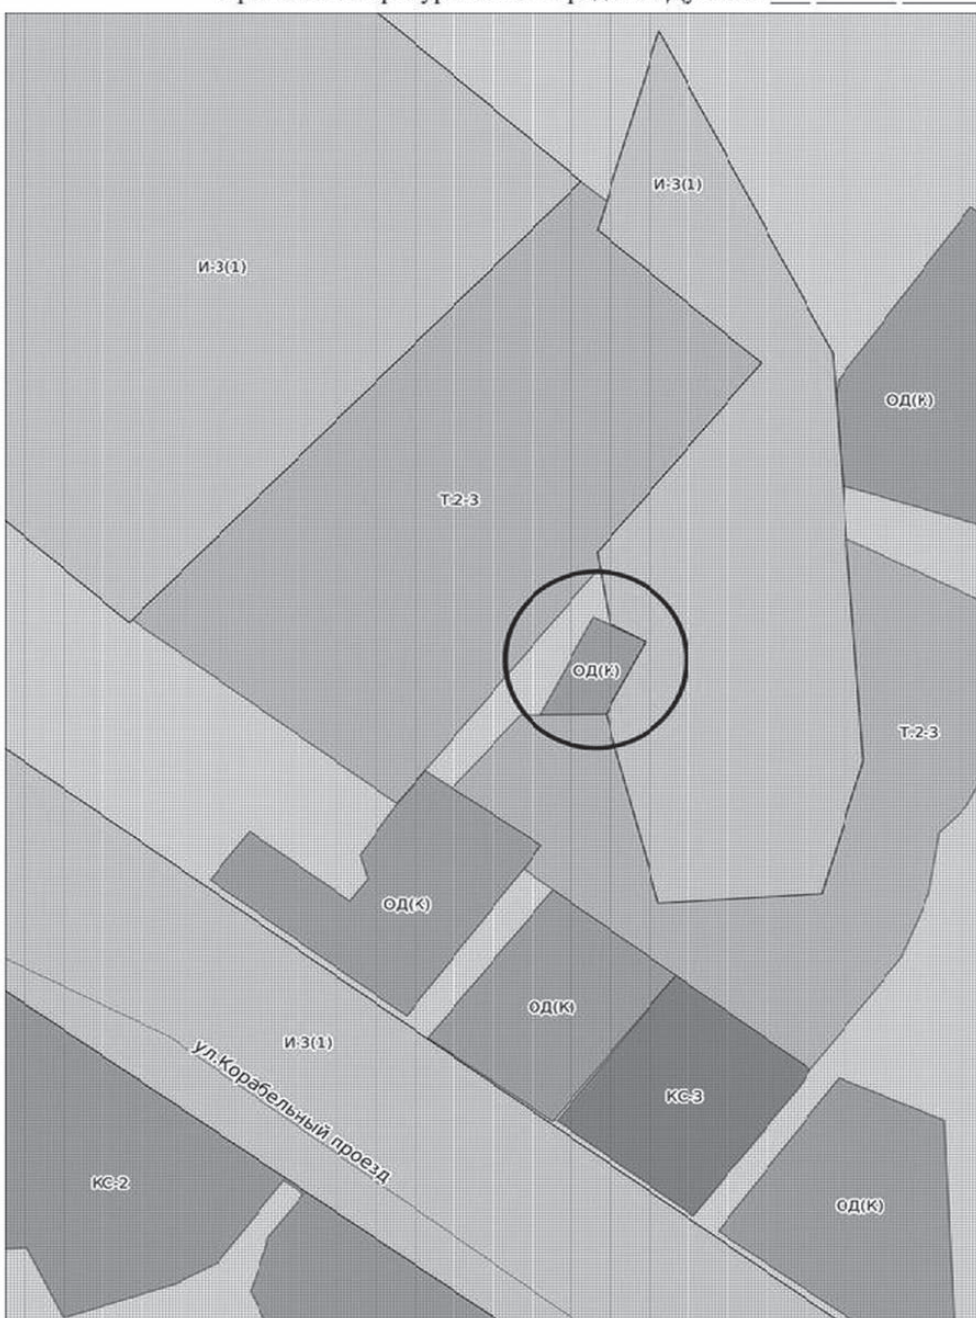 И-3(1)
И-3(1)
ОД(К)
Т.2-3
ОД(К)
Т.2-3
ОД(К)
ОД(К)
И-3(1)
ул.Корабельный проезд
КС-3
КС-2
ОД(К)